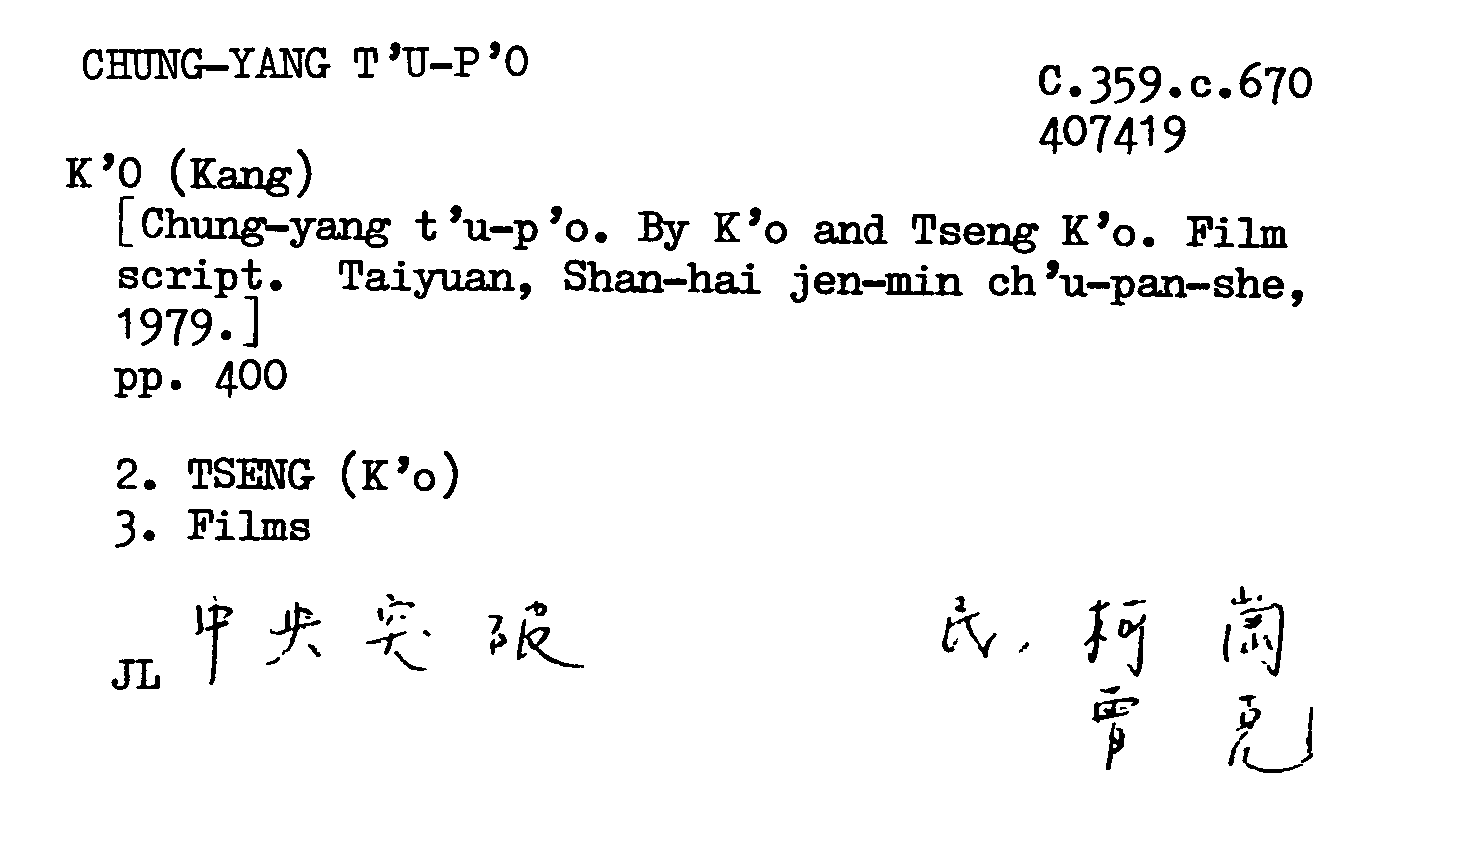 CHUNG-YANG T'U-P'O
C.359.c.670
407419
K'O (Kang)
[Chung-yang t'u-p'o. By K'o and Tseng K'o. Film
script. Taiyuan, Shan-hai jen-min ch'u-pan-she,
1979.]
pp. 400
2. TSENG (K'o)
3. Films
中央突破
柯崗
曾克
JL